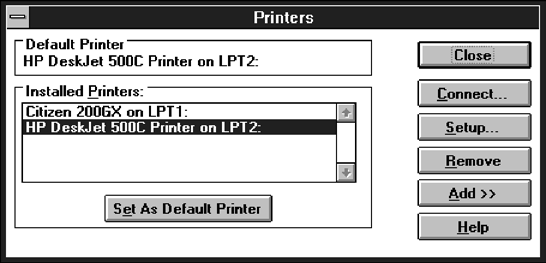 Printers
Default Printer
HP DeskJet 500C Printer on LPT2:
Close
Installed Printers:
Citizen 200GX on LPT1:
HP DeskJet 500C Printer on LPT2:
Set As Default Printer
Connect...
Setup...
Remove
Add >>
Help